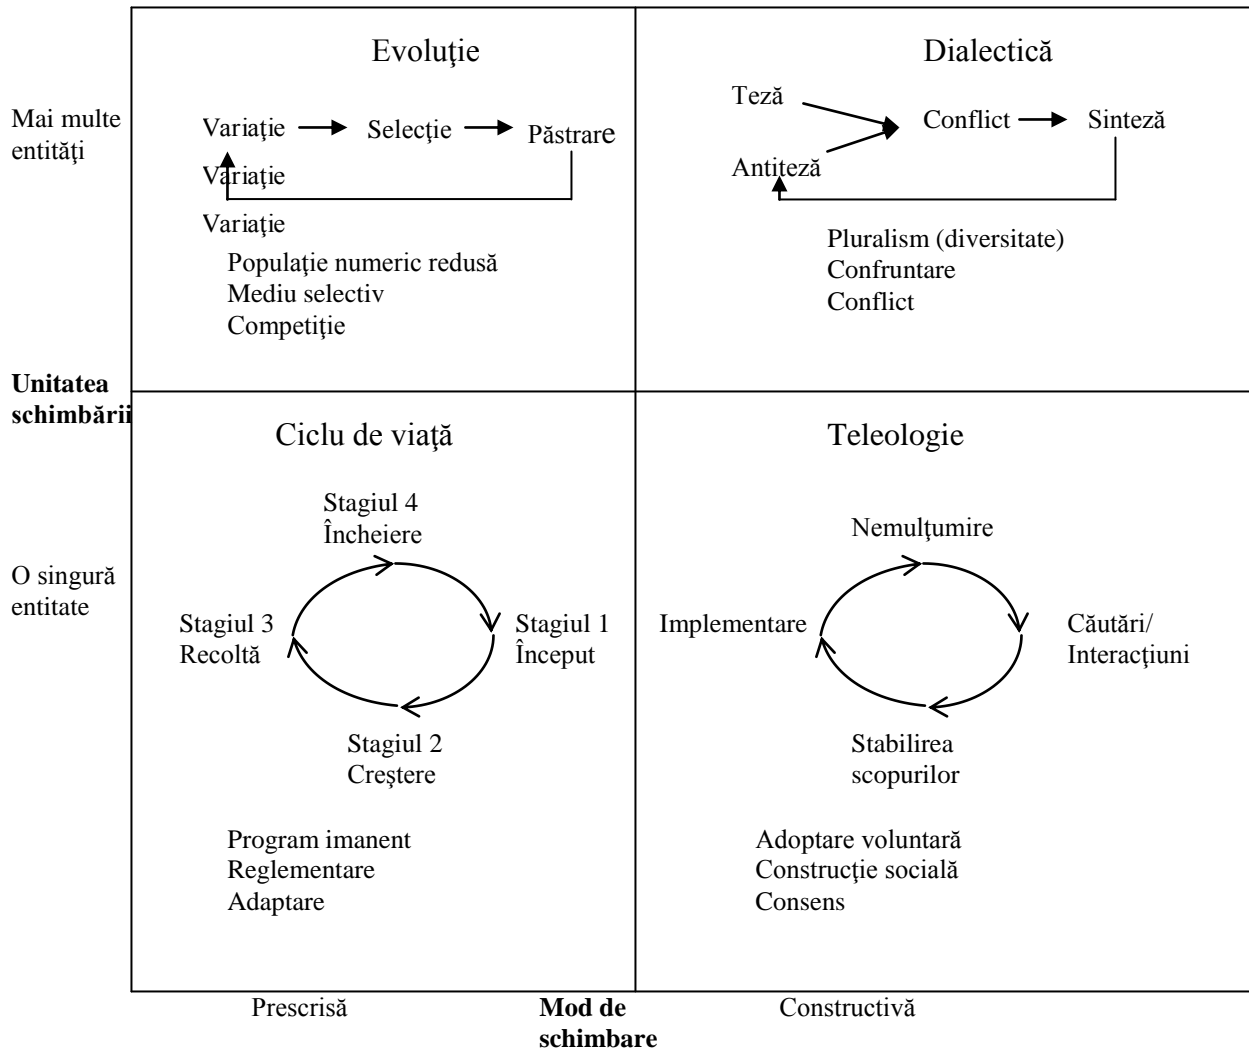 Evoluţie
Dialectică
Mai multe
entităţi
Variaţie
Selecţie
Păstrare
Variaţie
Variaţie
Populaţie numeric redusă
Mediu selectiv
Competiţie
Teză
Conflict
Sinteză
Antiteză
Pluralism (diversitate)
Confruntare
Conflict
Unitatea
schimbării
Ciclu de viaţă
Teleologie
O singură
entitate
Stagiul 4
Încheiere
Stagiul 3
Recoltă
Stagiul 1
Început
Stagiul 2
Creştere
Program imanent
Reglementare
Adaptare
Nemulţumire
Implementare
Căutări/
Interacţiuni
Stabilirea
scopurilor
Adoptare voluntară
Construcţie socială
Consens
Prescrisă
Mod de
schimbare
Constructivă